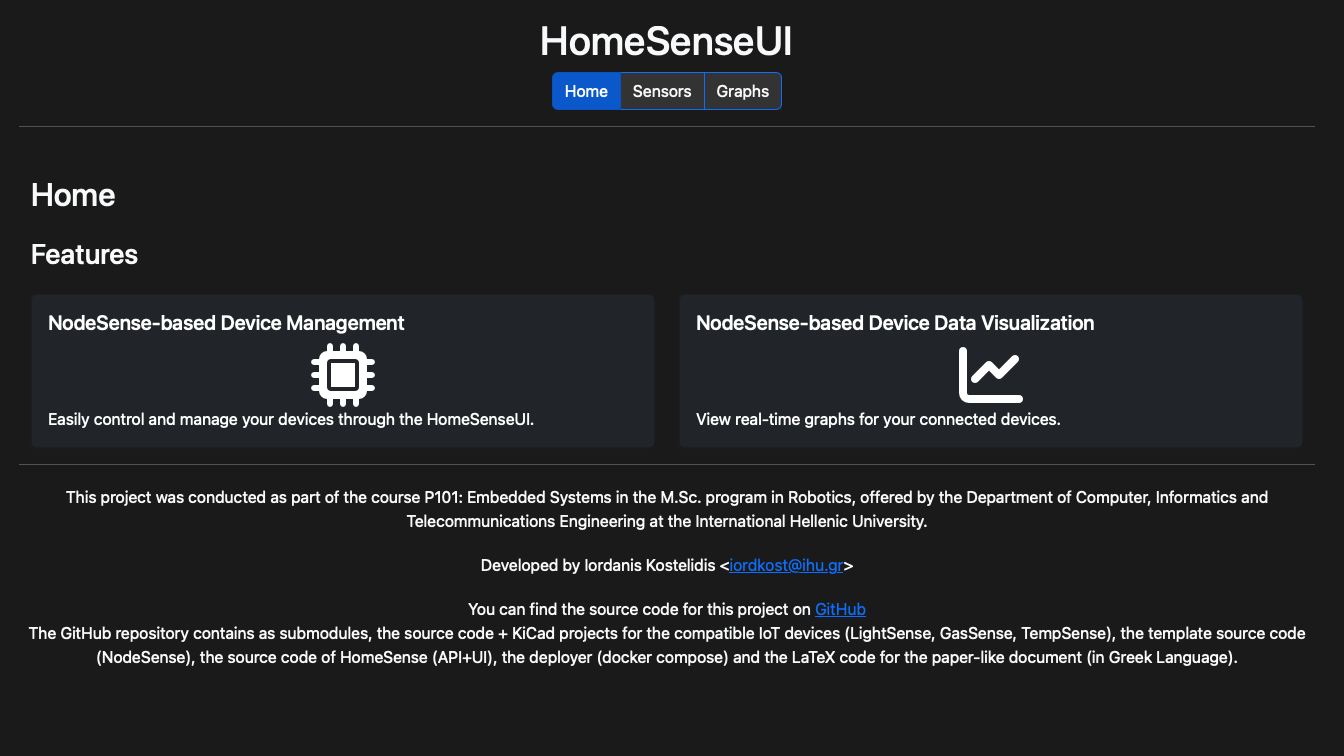 HomeSenseUI
Home Sensors Graphs
Home
Features
NodeSense-based Device Management
Easily control and manage your devices through the HomeSenseUI.
NodeSense-based Device Data Visualization
View real-time graphs for your connected devices.
This project was conducted as part of the course P101: Embedded Systems in the M.Sc. program in Robotics, offered by the Department of Computer, Informatics and
Telecommunications Engineering at the International Hellenic University.
Developed by Iordanis Kostelidis <iordkost@ihu.gr>
You can find the source code for this project on GitHub
The GitHub repository contains as submodules, the source code + KiCad projects for the compatible IoT devices (LightSense, GasSense, TempSense), the template source code
(NodeSense), the source code of HomeSense (API+UI), the deployer (docker compose) and the LaTeX code for the paper-like document (in Greek Language).